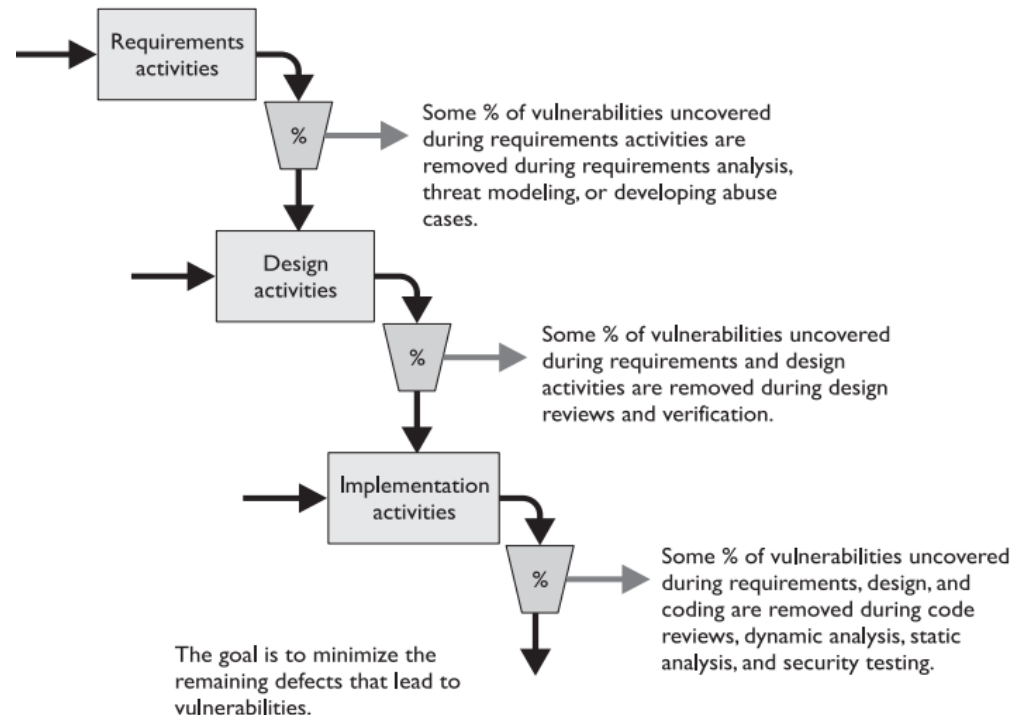 Requirements
activities
%
Some % of vulnerabilities uncovered
during requirements activities are
removed during requirements analysis,
threat modeling, or developing abuse
cases.
Design
activities
%
Some % of vulnerabilities uncovered
during requirements and design
activities are removed during design
reviews and verification.
Implementation
activities
%
Some % of vulnerabilities uncovered
during requirements, design, and
coding are removed during code
reviews, dynamic analysis, static
analysis, and security testing.
The goal is to minimize the
remaining defects that lead to
vulnerabilities.